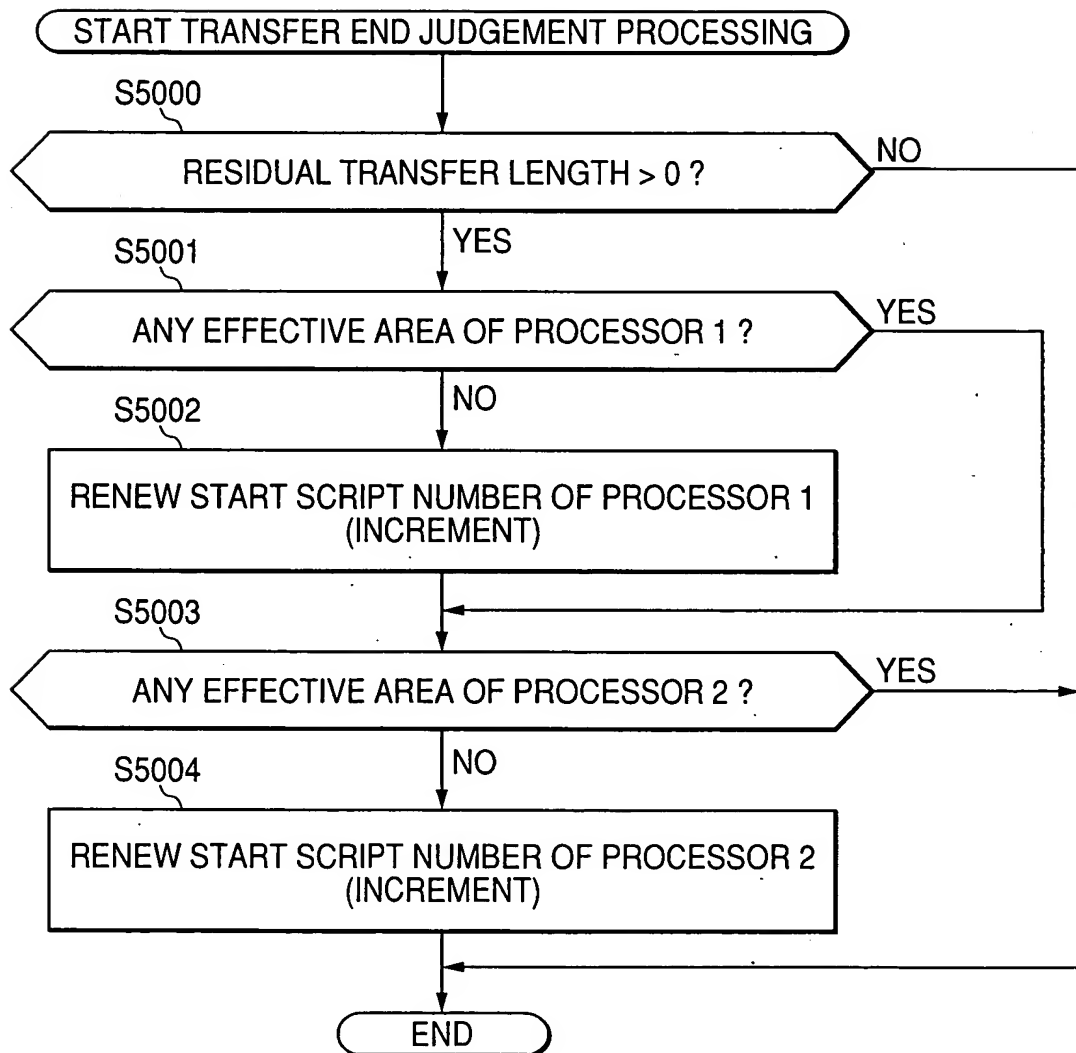 START TRANSFER END JUDGEMENT PROCESSING
S5000
RESIDUAL TRANSFER LENGTH > 0 ?
NO
YES
S5001
ANY EFFECTIVE AREA OF PROCESSOR 1 ?
YES
NO
S5002
RENEW START SCRIPT NUMBER OF PROCESSOR 1
(INCREMENT)
S5003
ANY EFFECTIVE AREA OF PROCESSOR 2 ?
YES
NO
S5004
RENEW START SCRIPT NUMBER OF PROCESSOR 2
(INCREMENT)
END